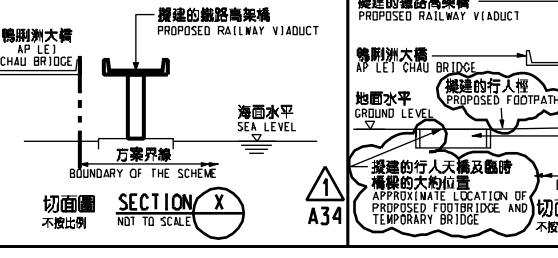 擬建的鐵路高架橋
PROPOSED RAILWAY VIADUCT
鴨脷洲大橋
AP LEI
CHAU BRIDGE
海面水平
SEA LEVEL
方案界線
BOUNDARY OF THE SCHEME
切面圖
不按比例
SECTION X
NOT TO SCALE
1
A34
擬建的鐵路高架橋
PROPOSED RAILWAY VIADUCT
鴨脷洲大橋
AP LEI CHAU BRIDGE
擬建的行人徑
PROPOSED FOOTPATH
地面水平
GROUND LEVEL
擬建的行人天橋及臨時
橋樑的大約位置
APPROXIMATE LOCATION OF
PROPOSED FOOTBRIDGE AND
TEMPORARY BRIDGE
切面
不按